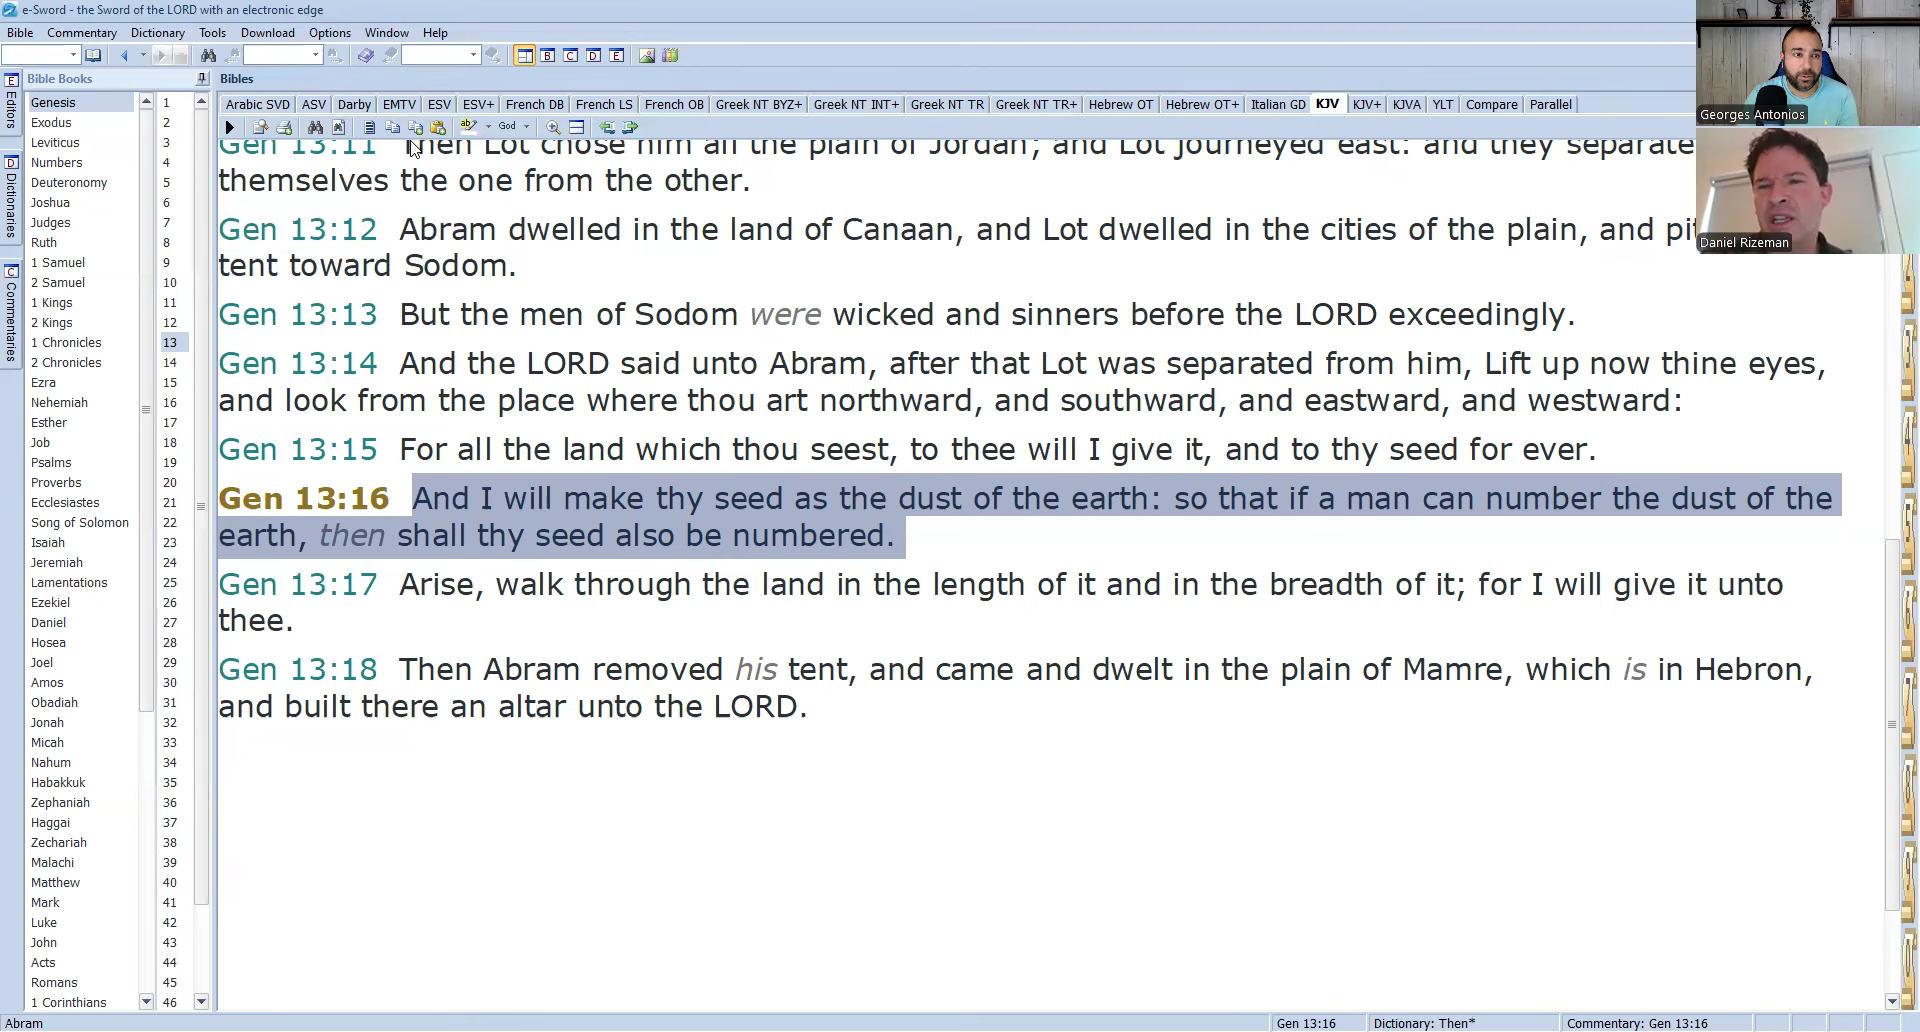 e-Sword - the Sword of the LORD with an electronic edge
Bible Commentary Dictionary Tools Download Options Window Help
Bible Books
Bibles
Arabic SVD ASV Darby EMTV ESV ESV+ French DB French LS French OB Greek NT BYZ+ Greek NT INT+ Greek NT TR Greek NT TR+ Hebrew OT Hebrew OT+ Italian GD KJV KJV+ KJVA YLT Compare Parallel
God
Editors
Dictionaries
Commentaries
Genesis 1
Exodus 2
Leviticus 3
Numbers 4
Deuteronomy 5
Joshua 6
Judges 7
Ruth 8
1 Samuel 9
2 Samuel 10
1 Kings 11
2 Kings 12
1 Chronicles 13
2 Chronicles 14
Ezra 15
Nehemiah 16
Esther 17
Job 18
Psalms 19
Proverbs 20
Ecclesiastes 21
Song of Solomon 22
Isaiah 23
Jeremiah 24
Lamentations 25
Ezekiel 26
Daniel 27
Hosea 28
Joel 29
Amos 30
Obadiah 31
Jonah 32
Micah 33
Nahum 34
Habakkuk 35
Zephaniah 36
Haggai 37
Zechariah 38
Malachi 39
Matthew 40
Mark 41
Luke 42
John 43
Acts 44
Romans 45
1 Corinthians 46
Gen 13:11 Then Lot chose him all the plain of Jordan; and Lot journeyed east: and they separate
themselves the one from the other.
Gen 13:12 Abram dwelled in the land of Canaan, and Lot dwelled in the cities of the plain, and
tent toward Sodom.
Gen 13:13 But the men of Sodom were wicked and sinners before the LORD exceedingly.
Gen 13:14 And the LORD said unto Abram, after that Lot was separated from him, Lift up now thine eyes,
and look from the place where thou art northward, and southward, and eastward, and westward:
Gen 13:15 For all the land which thou seest, to thee will I give it, and to thy seed for ever.
Gen 13:16 And I will make thy seed as the dust of the earth: so that if a man can number the dust of the
earth, then shall thy seed also be numbered.
Gen 13:17 Arise, walk through the land in the length of it and in the breadth of it; for I will give it unto
thee.
Gen 13:18 Then Abram removed his tent, and came and dwelt in the plain of Mamre, which is in Hebron,
and built there an altar unto the LORD.
Georges Antonios
Daniel Rizeman
Abram Gen 13:16 Dictionary: Then* Commentary: Gen 13:16